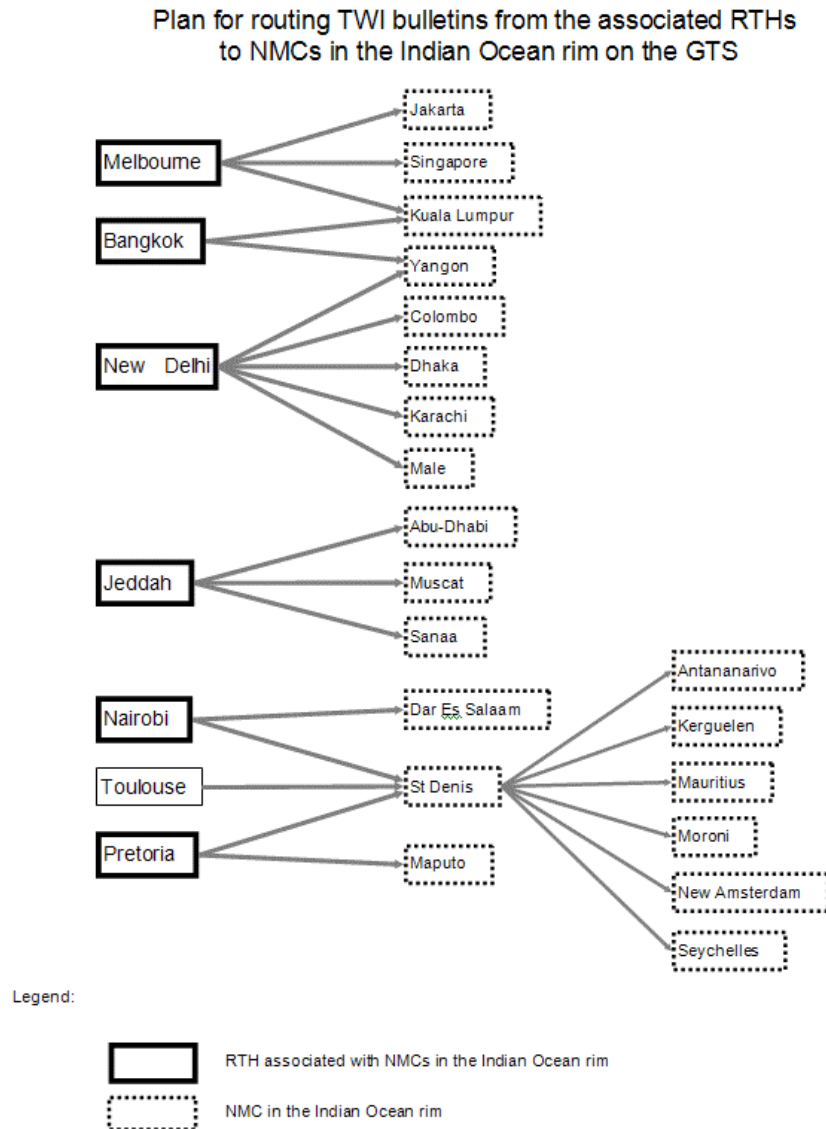 Plan for routing TWI bulletins from the associated RTHs
to NMCs in the Indian Ocean rim on the GTS
Jakarta
Melbourne
Singapore
Kuala Lumpur
Bangkok
Yangon
Colombo
New Delhi
Dhaka
Karachi
Male
Abu-Dhabi
Jeddah
Muscat
Sanaa
Antananarivo
Nairobi
Dar Es Salaam
Kerguelen
Toulouse
St Denis
Mauritius
Moroni
Pretoria
Maputo
New Amsterdam
Seychelles
Legend:
RTH associated with NMCs in the Indian Ocean rim
NMC in the Indian Ocean rim